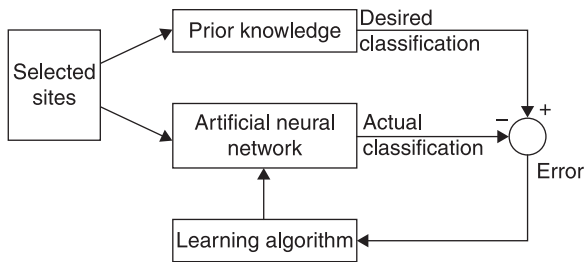 Selected
sites
Prior knowledge
Desired
classification
Artificial neural
network
Actual
classification
− +
Error
Learning algorithm